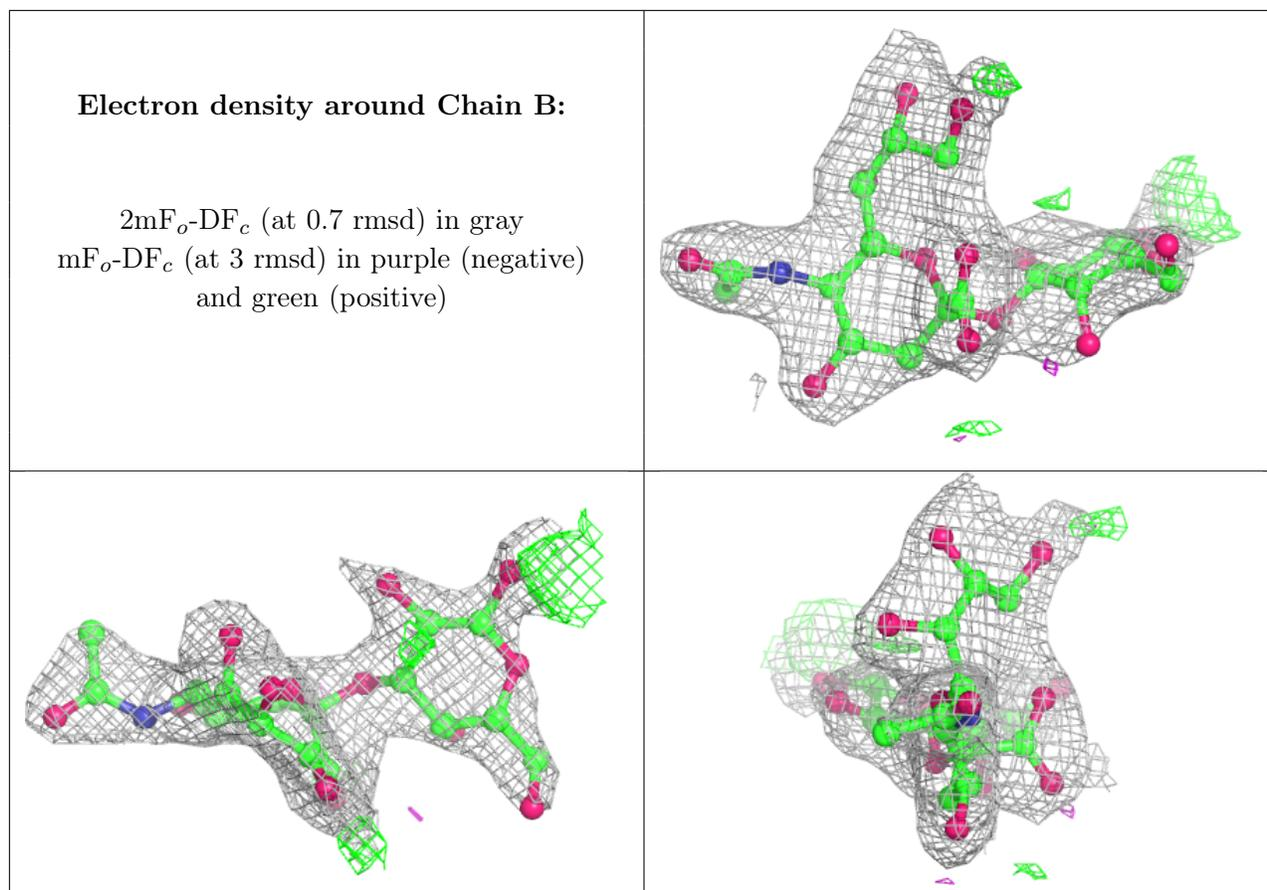 Electron density around Chain B:
2mFo-DFc (at 0.7 rmsd) in gray
mFo-DFc (at 3 rmsd) in purple (negative)
and green (positive)